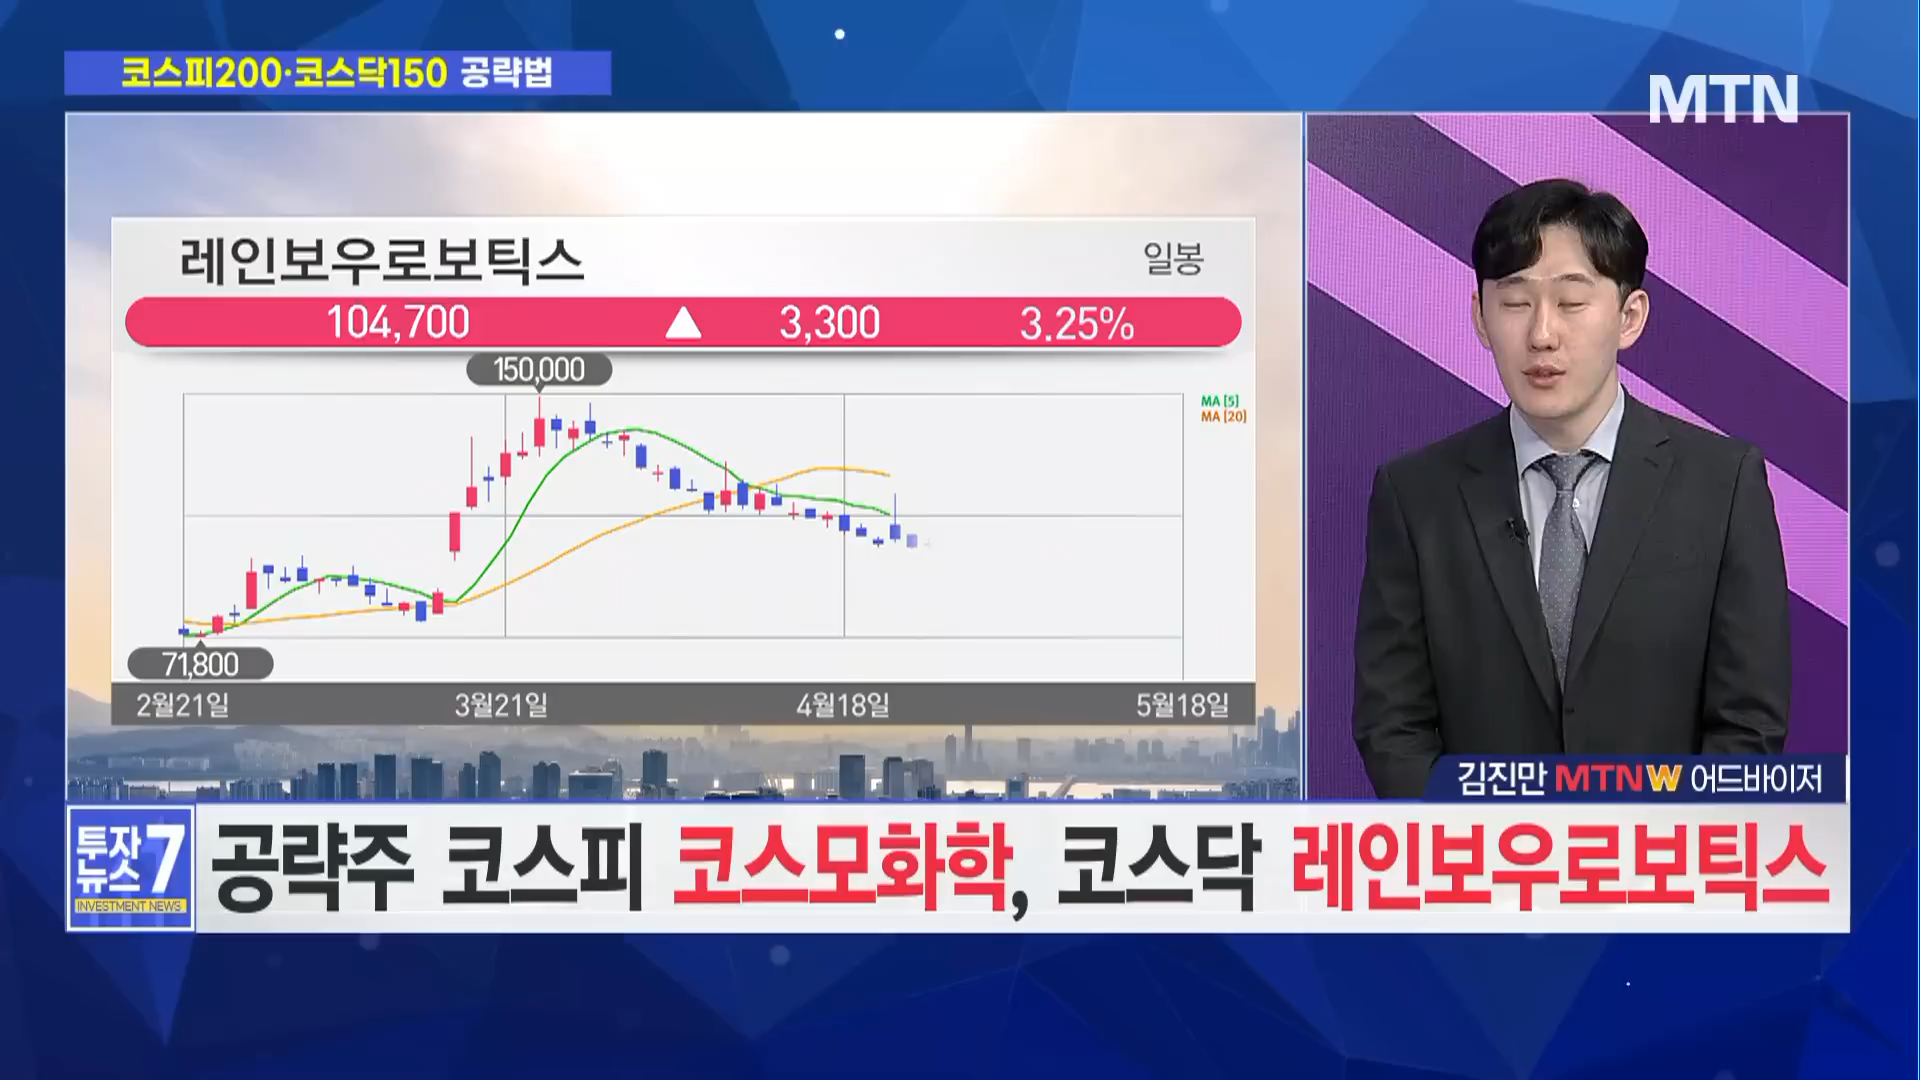 코스피200·코스닥150 공략법
MTN
레인보우로보틱스
일봉
104,700 ▲ 3,300 3.25%
150,000
MA [5]
MA [20]
71,800
2월21일 3월21일 4월18일 5월18일
김진만 MTNW 어드바이저
투자
뉴스7
INVESTMENT NEWS
공략주 코스피 코스모화학, 코스닥 레인보우로보틱스